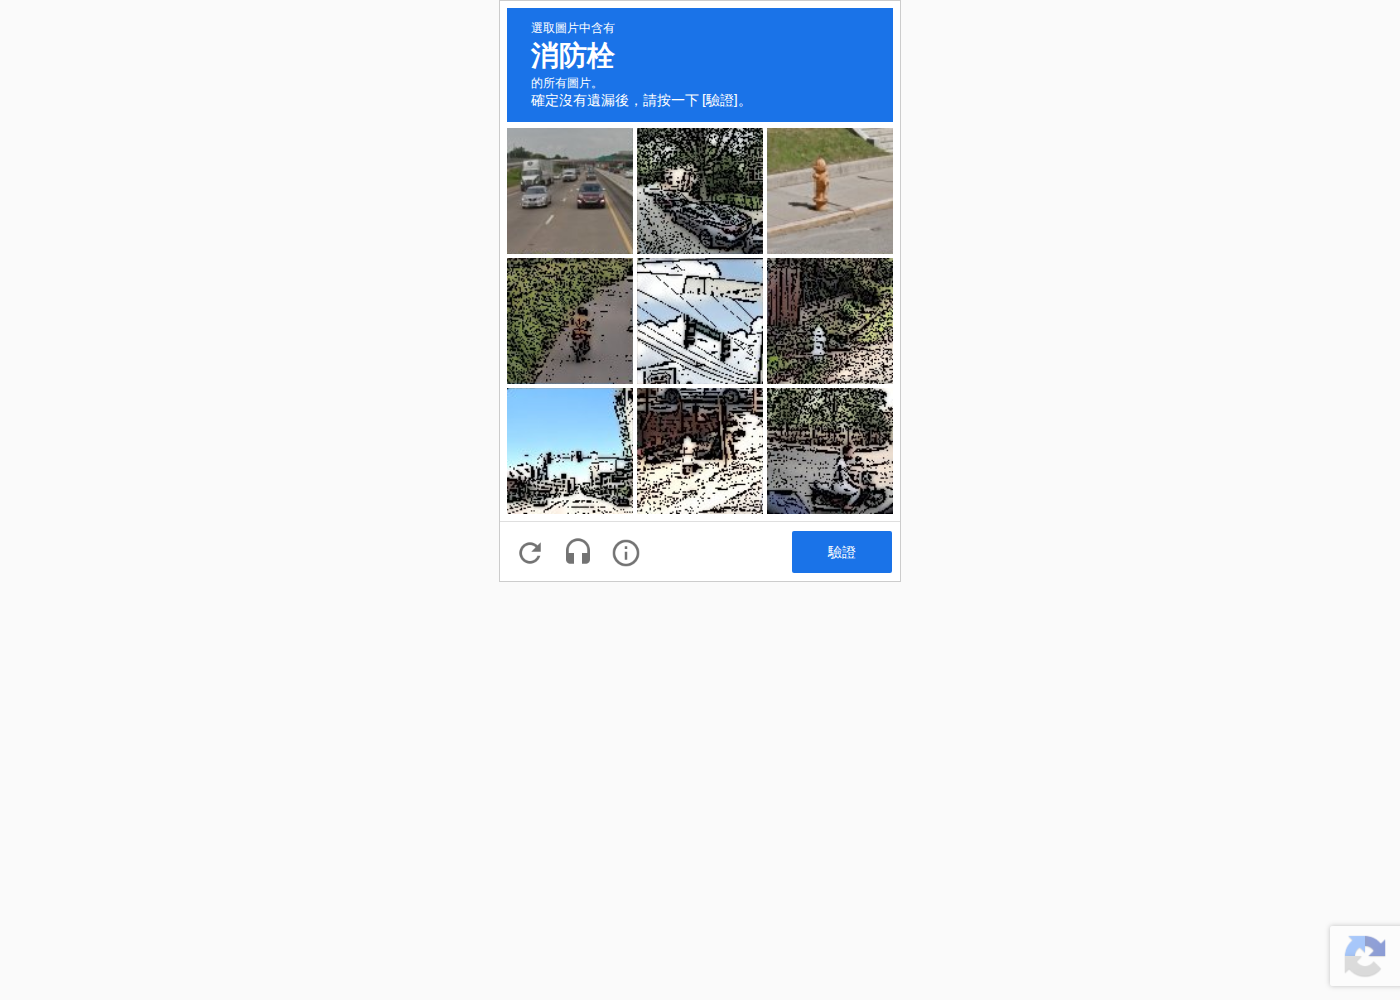 選取圖片中含有
消防栓
的所有圖片。
確定沒有遺漏後，請按一下 [驗證]。
驗證